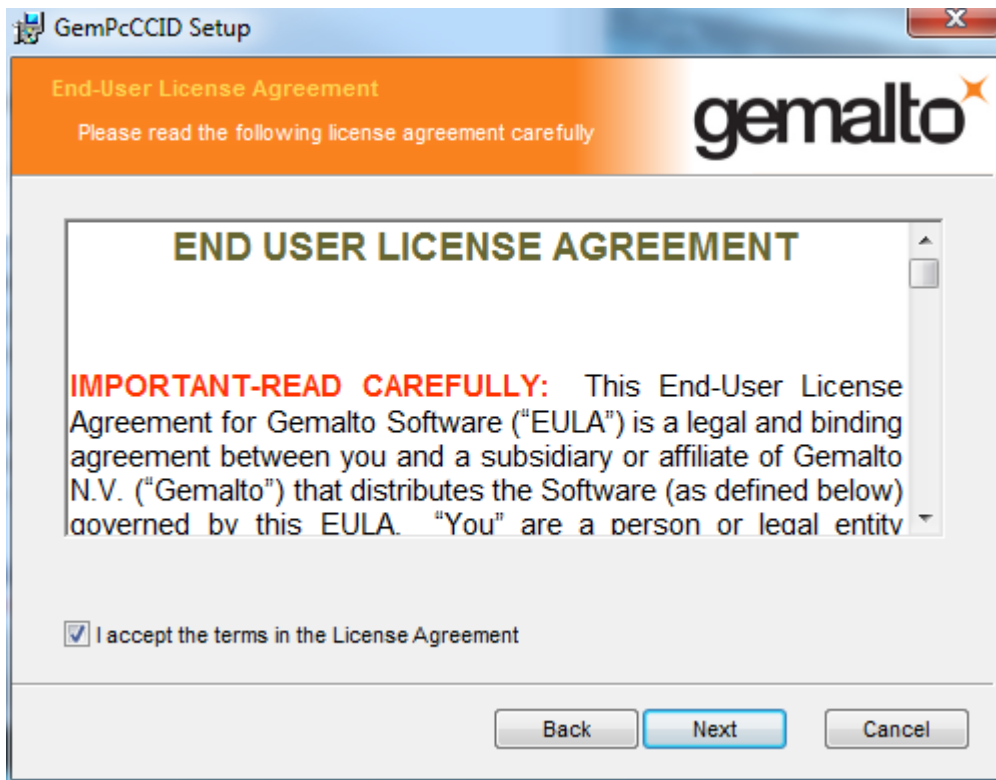 GemPcCCID Setup
End-User License Agreement
Please read the following license agreement carefully
gemalto
END USER LICENSE AGREEMENT
IMPORTANT-READ CAREFULLY: This End-User License
Agreement for Gemalto Software (“EULA”) is a legal and binding
agreement between you and a subsidiary or affiliate of Gemalto
N.V. (“Gemalto”) that distributes the Software (as defined below)
governed by this EULA. “You” are a person or legal entity
I accept the terms in the License Agreement
Back Next Cancel